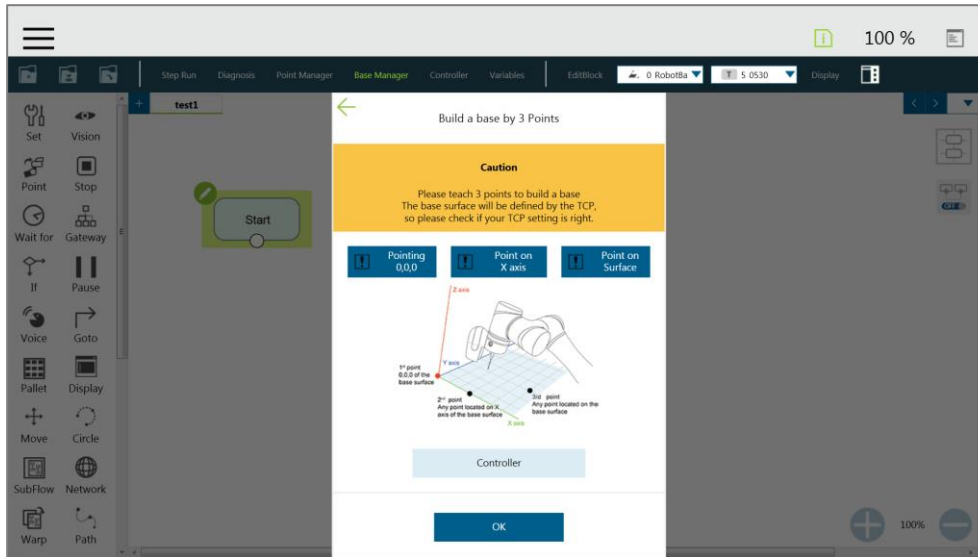 100 %
Step Run
Diagnosis
Point Manager
Base Manager
Controller
Variables
EditBlock
0 RobotBa
T 5 0530
Display
Set
Vision
Point
Stop
Wait for
Gateway
If
Pause
Voice
Goto
Pallet
Display
Move
Circle
SubFlow
Network
Warp
Path
test1
Start
Build a base by 3 Points
Caution
Please teach 3 points to build a base
The base surface will be defined by the TCP,
so please check if your TCP setting is right.
Pointing
0,0,0
Point on
X axis
Point on
Surface
Z axis
Y axis
1st point
0,0,0 of the
base surface
2nd point
Any point located on X
axis of the base surface
3rd point
Any point located on the
base surface
X axis
Controller
OK
OFF
100%